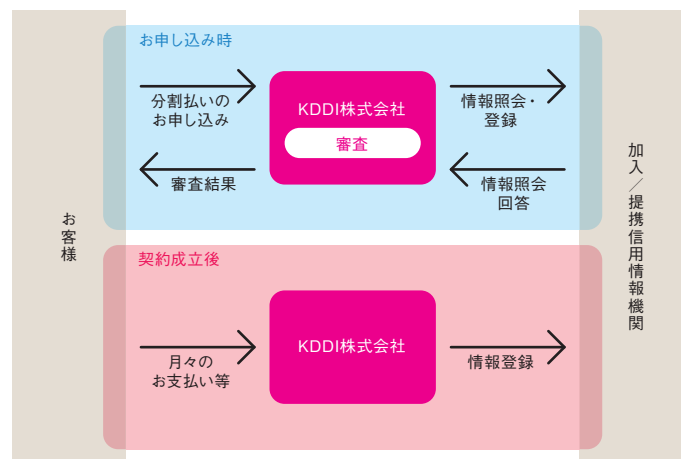 お申し込み時
分割払いの
お申し込み
KDDI株式会社
審査
情報照会・
登録
審査結果
情報照会
回答
お客様
加入／提携信用情報機関
契約成立後
KDDI株式会社
月々の
お支払い等
情報登録